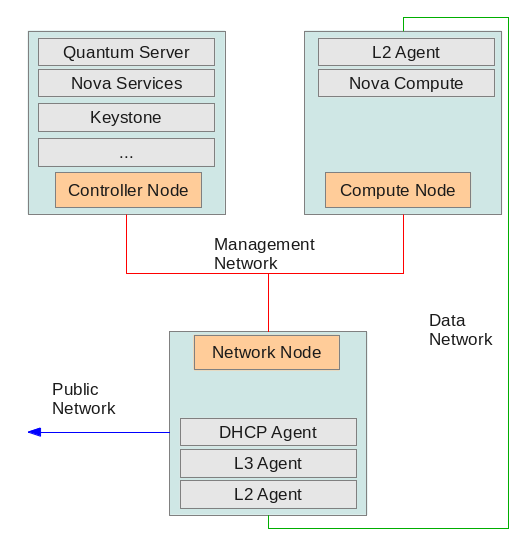 Quantum Server
Nova Services
Keystone
...
Controller Node
L2 Agent
Nova Compute
Compute Node
Management
Network
Data
Network
Network Node
Public
Network
DHCP Agent
L3 Agent
L2 Agent